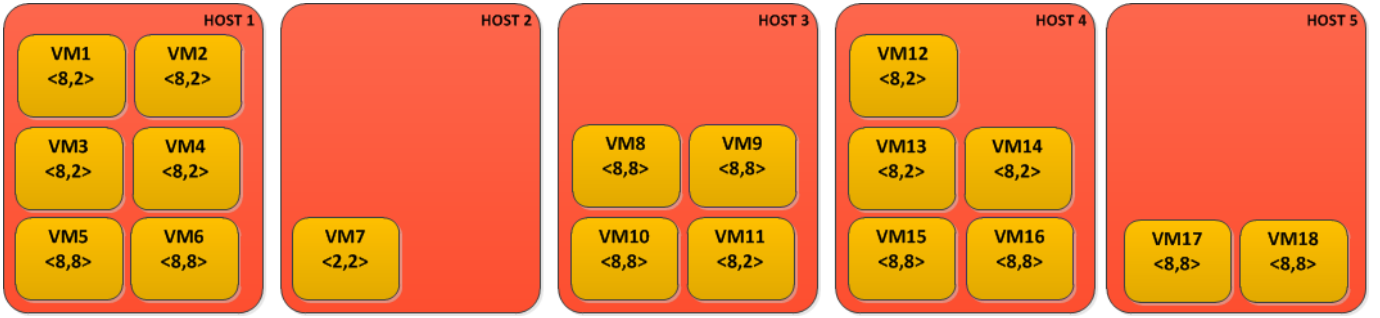 HOST 1
VM1
<8,2>
VM2
<8,2>
VM3
<8,2>
VM4
<8,2>
VM5
<8,8>
VM6
<8,8>
HOST 2
VM7
<2,2>
HOST 3
VM8
<8,8>
VM9
<8,8>
VM10
<8,8>
VM11
<8,2>
HOST 4
VM12
<8,2>
VM13
<8,2>
VM14
<8,2>
VM15
<8,8>
VM16
<8,8>
HOST 5
VM17
<8,8>
VM18
<8,8>